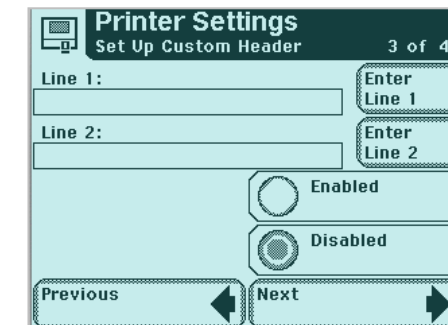 Printer Settings
Set Up Custom Header 3 of 4
Line 1:
Enter
Line 1
Line 2:
Enter
Line 2
Enabled
Disabled
Previous
Next